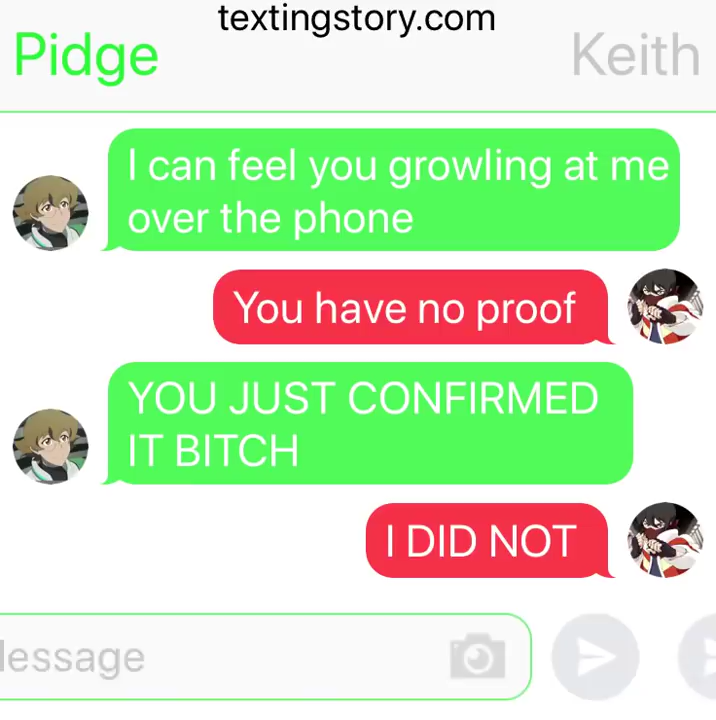 textingstory.com
Pidge
Keith
I can feel you growling at me
over the phone
You have no proof
YOU JUST CONFIRMED
IT BITCH
I DID NOT
lessage